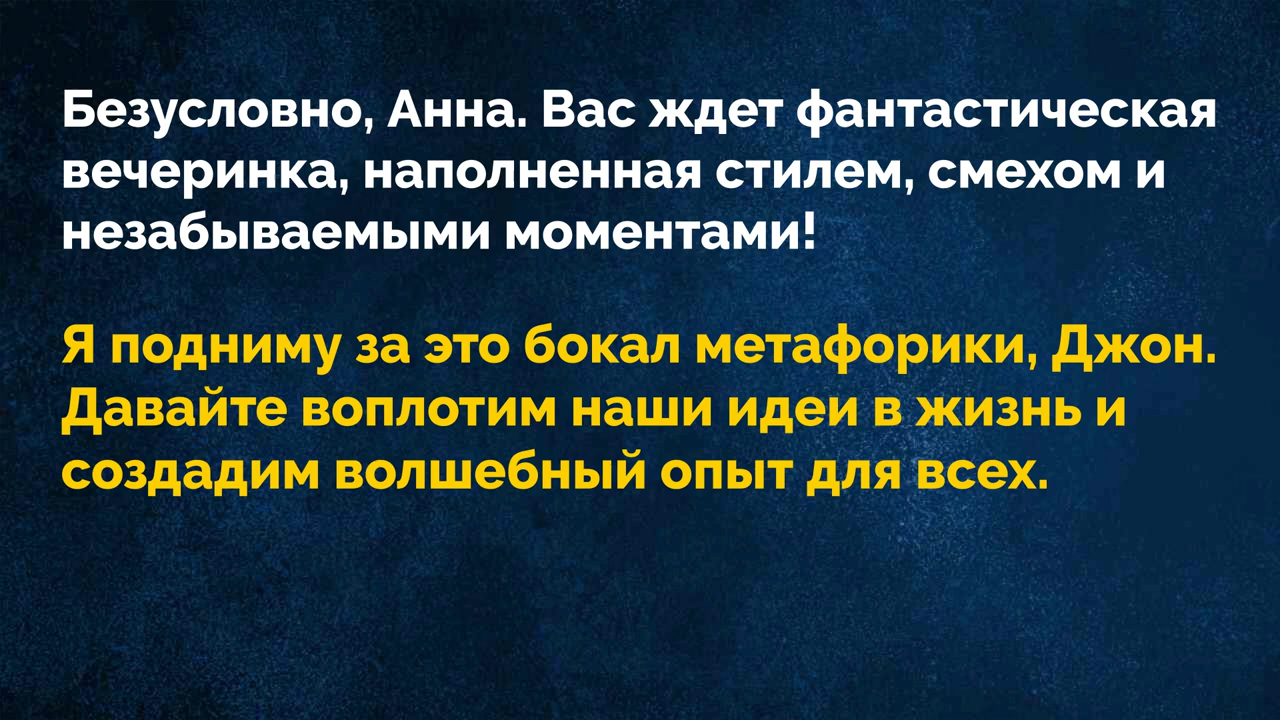 Безусловно, Анна. Вас ждет фантастическая
вечеринка, наполненная стилем, смехом и
незабываемыми моментами!
Я подниму за это бокал метафорики, Джон.
Давайте воплотим наши идеи в жизнь и
создадим волшебный опыт для всех.